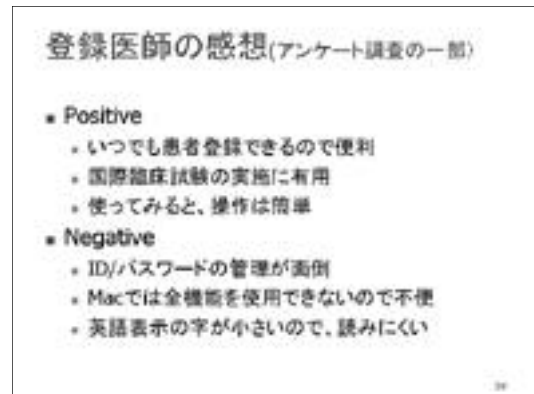 登録医師の感想(アンケート調査の一部)
▪ Positive
▪ いつでも患者登録できるので便利
▪ 国際臨床試験の実施に有用
▪ 使ってみると、操作は簡単
▪ Negative
▪ ID/パスワードの管理が面倒
▪ Macでは全機能を使用できないので不便
▪ 英語表示の字が小さいので、読みにくい